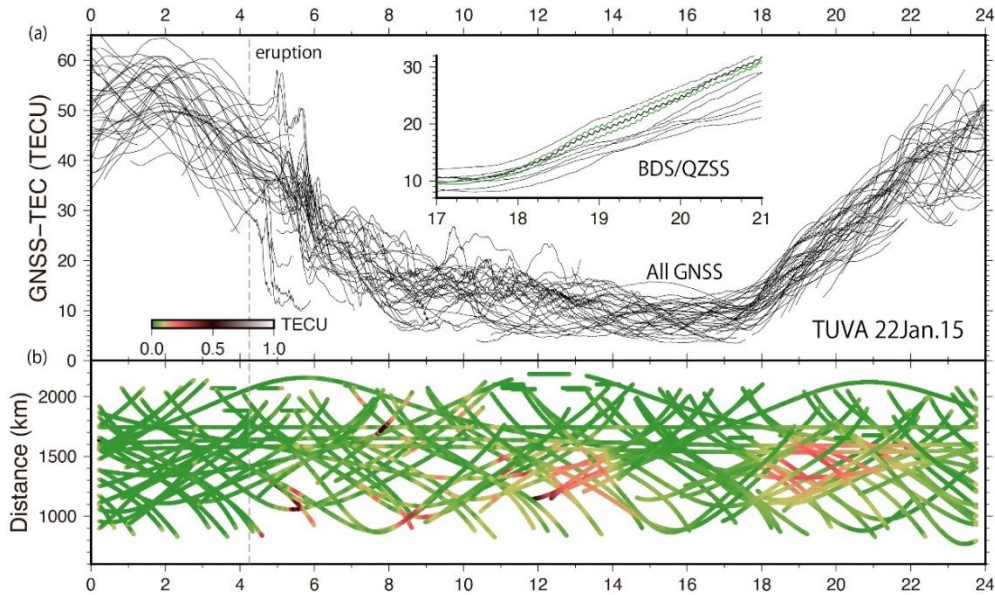 0 2 4 6 8 10 12 14 16 18 20 22 24
(a)
eruption
60
50
40
30
20
10
0
GNSS-TEC (TECU)
30
20
10
17 18 19 20 21
BDS/QZSS
All GNSS
TUVA 22Jan.15
TECU
0.0 0.5 1.0
(b)
2000
1500
1000
Distance (km)
0 2 4 6 8 10 12 14 16 18 20 22 24